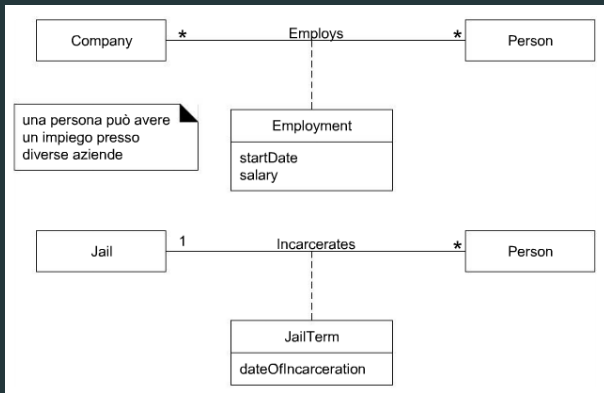 Company * Employs * Person
una persona può avere
un impiego presso
diverse aziende
Employment
startDate
salary
Jail 1 Incarcerates * Person
JailTerm
dateOfIncarceration